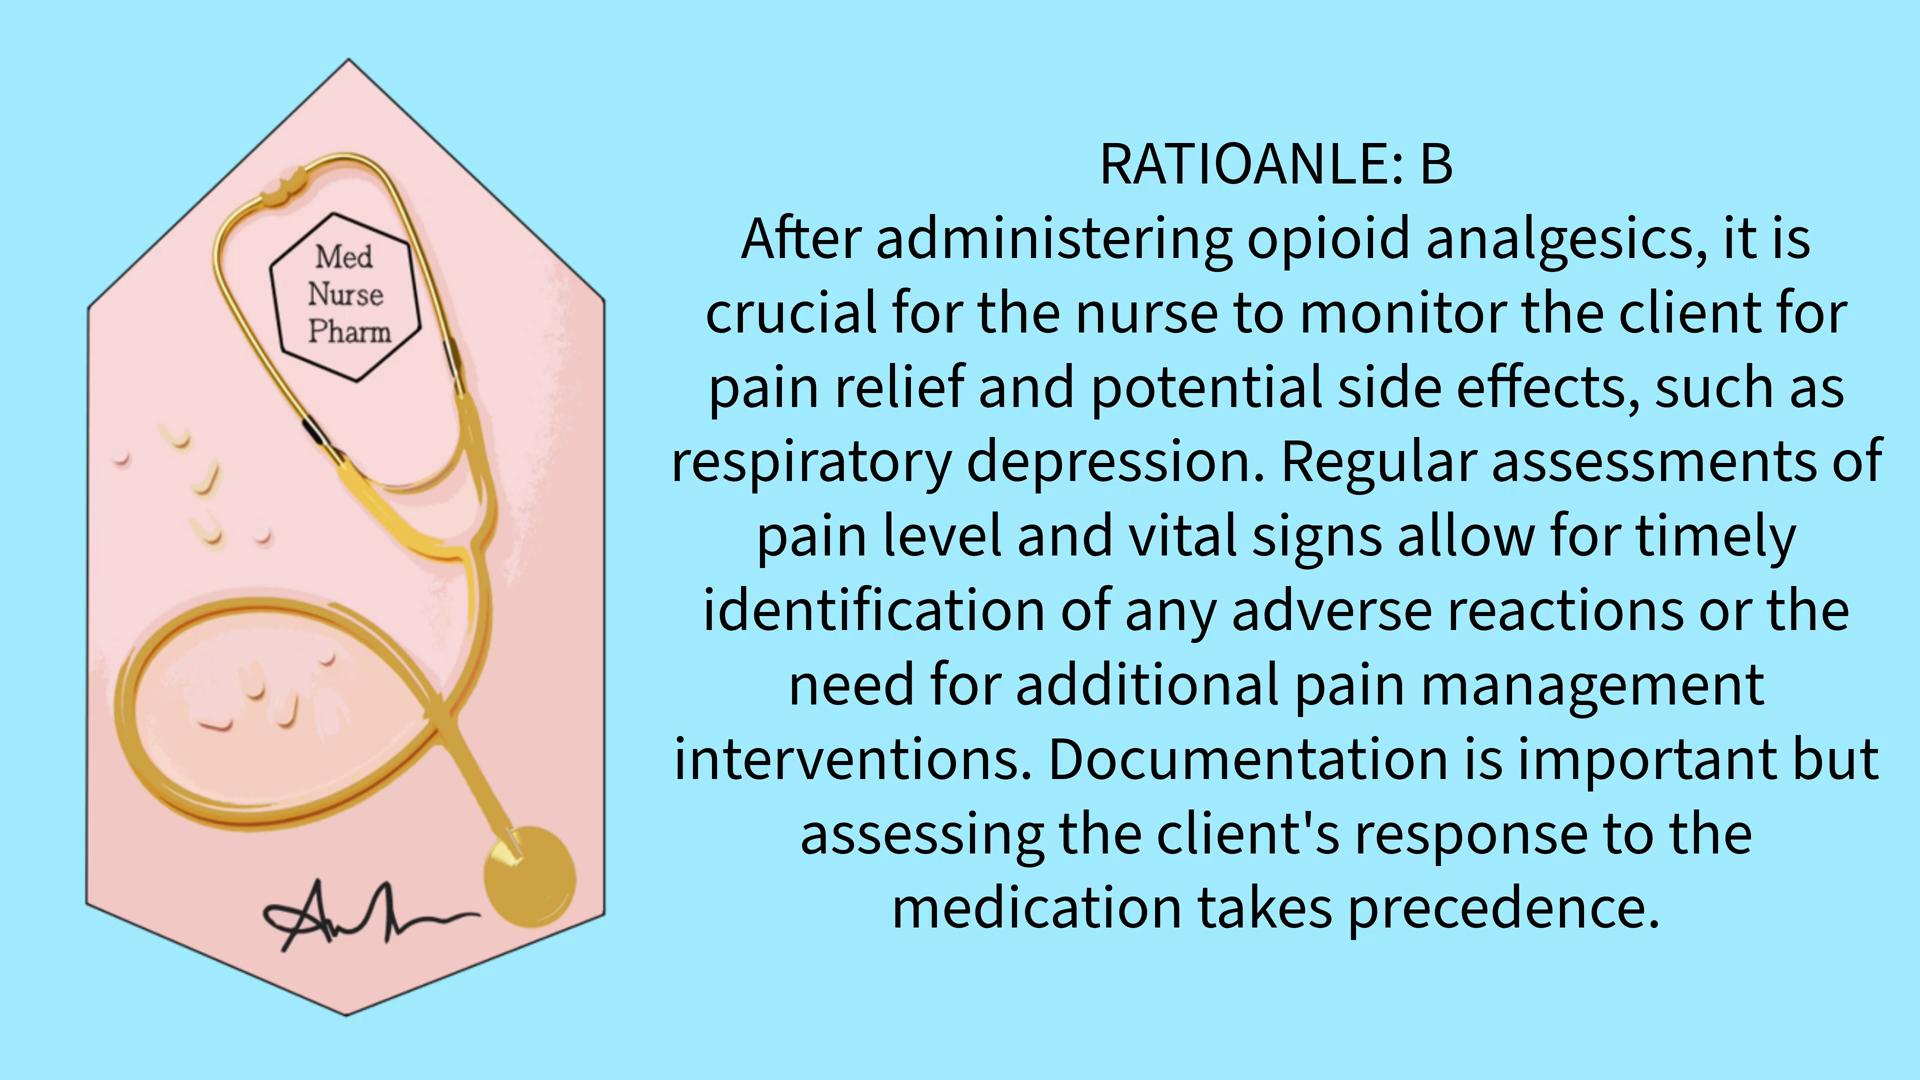 Med
Nurse
Pharm
RATIOANLE: B
After administering opioid analgesics, it is
crucial for the nurse to monitor the client for
pain relief and potential side effects, such as
respiratory depression. Regular assessments of
pain level and vital signs allow for timely
identification of any adverse reactions or the
need for additional pain management
interventions. Documentation is important but
assessing the client's response to the
medication takes precedence.